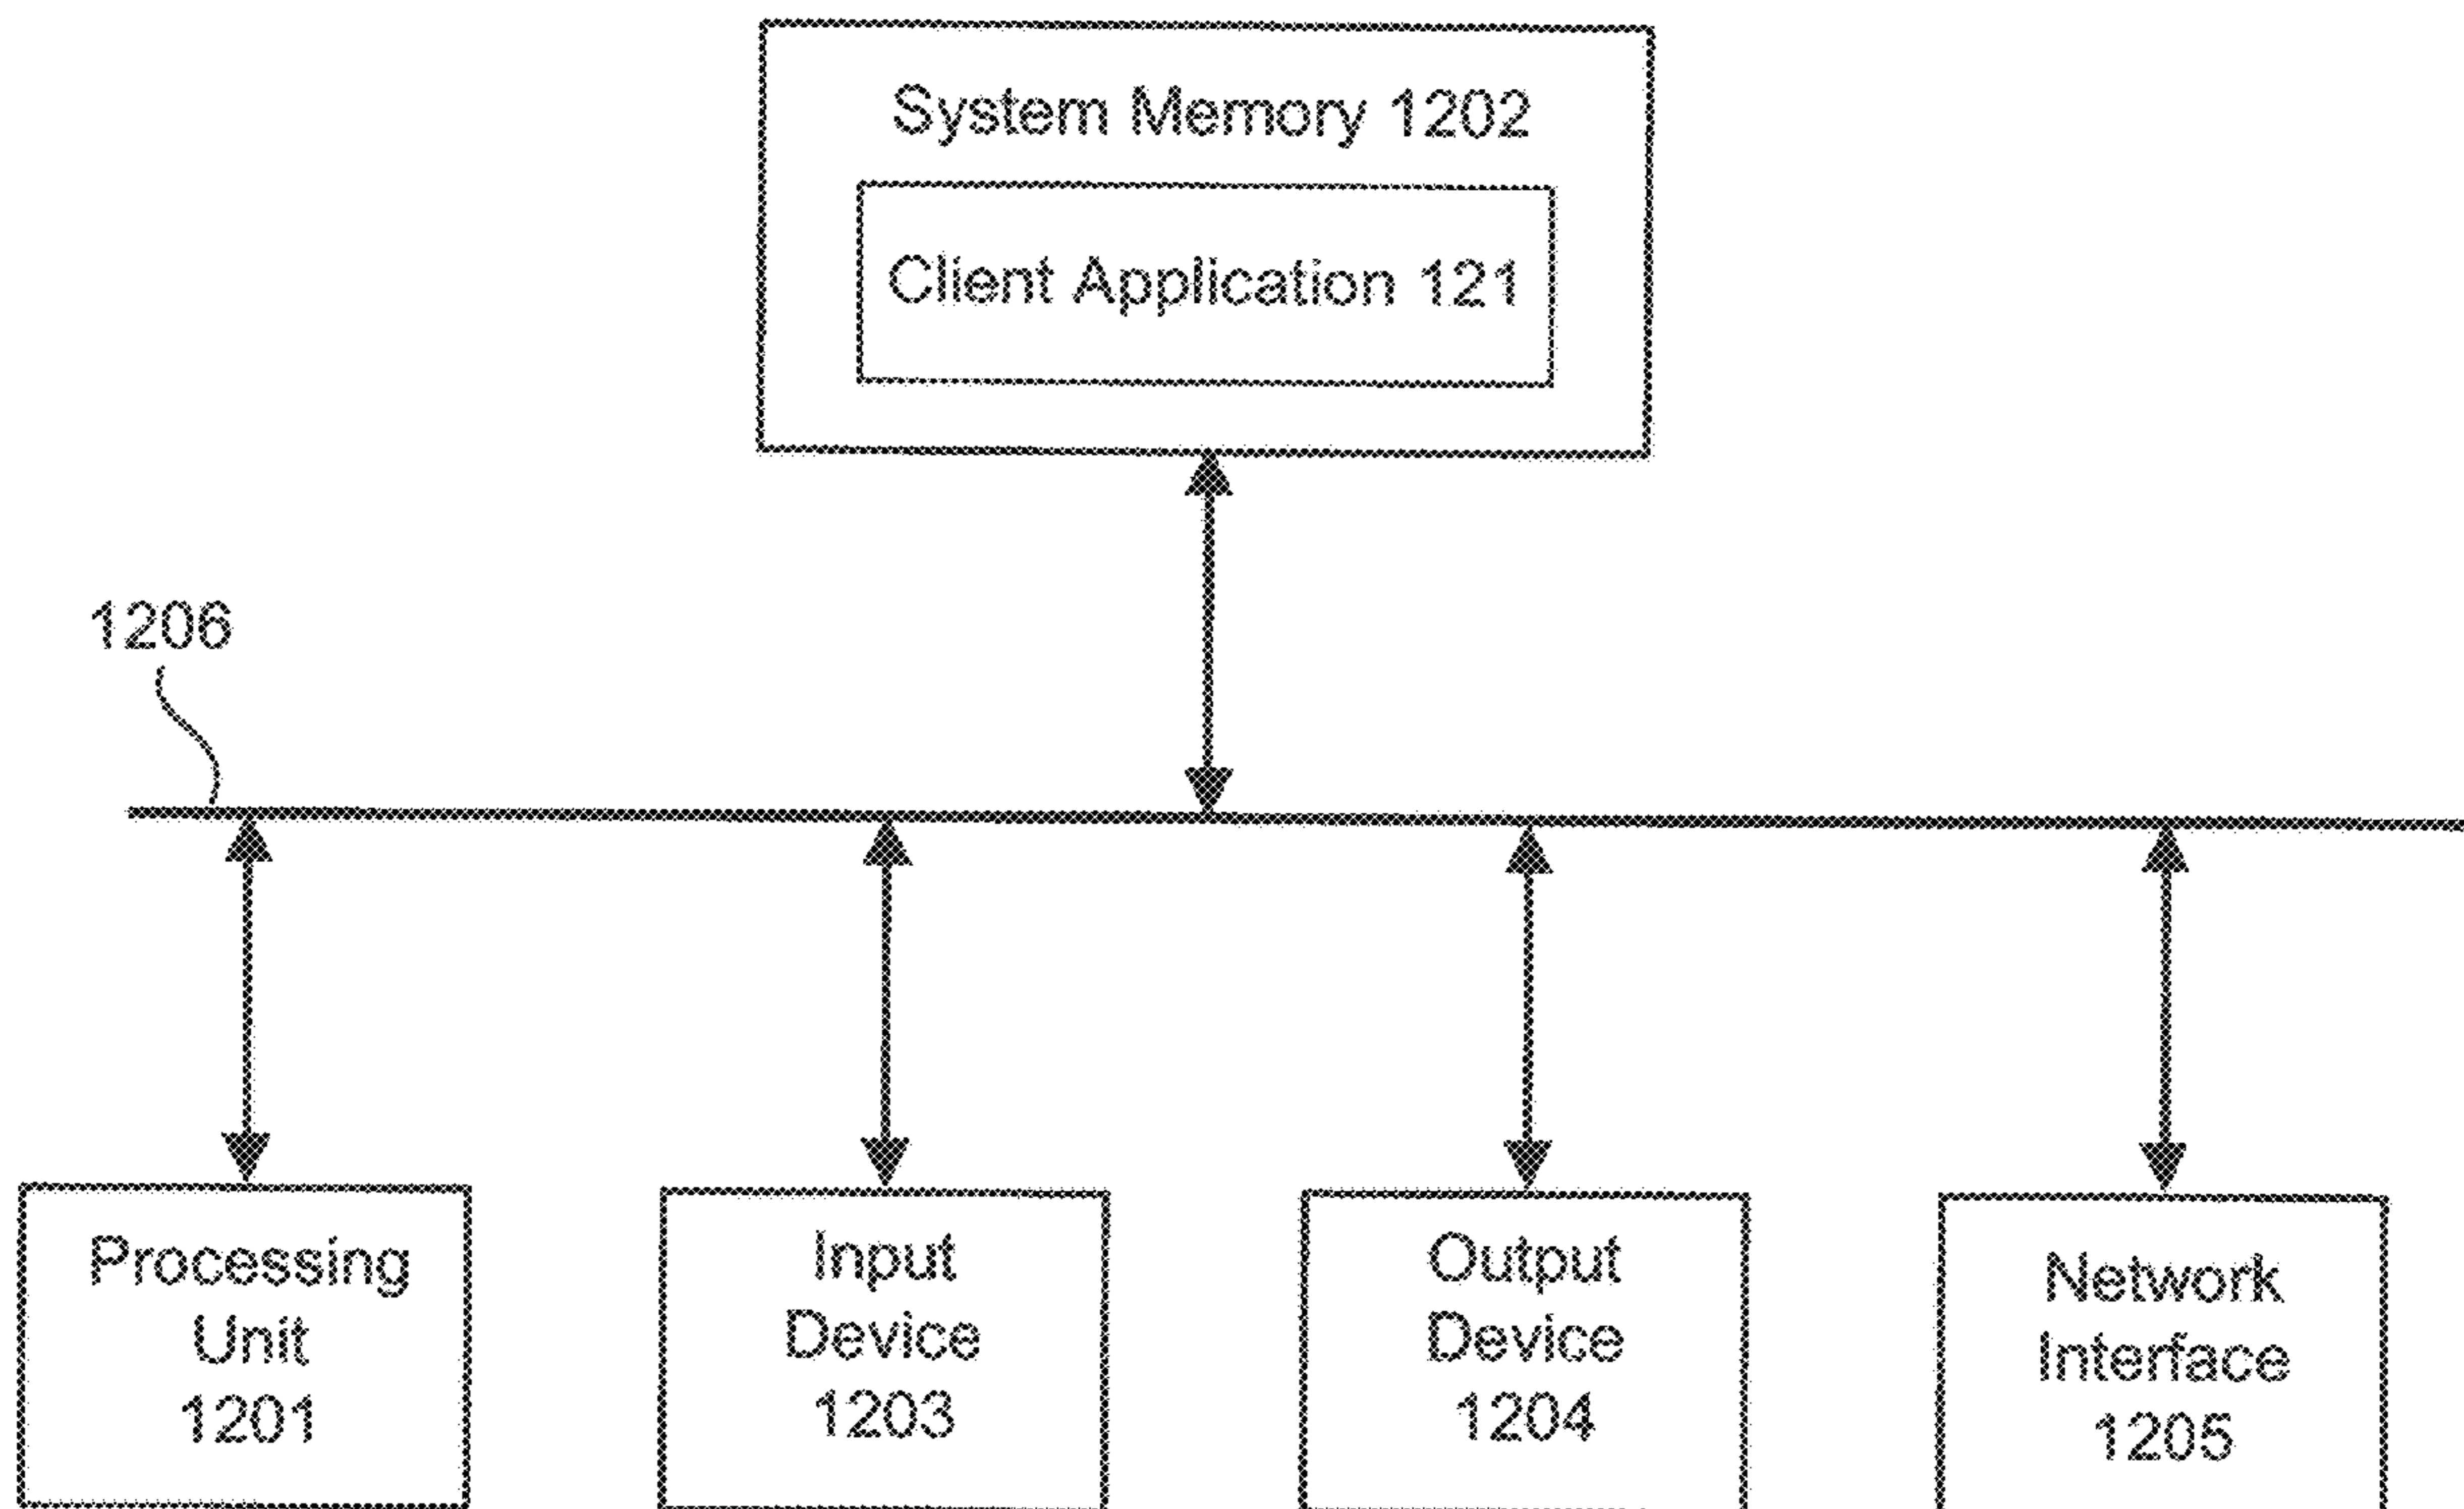 System Memory 1202
Client Application 121
1206
Processing
Unit
1201
Input
Device
1203
Output
Device
1204
Network
Interface
1205